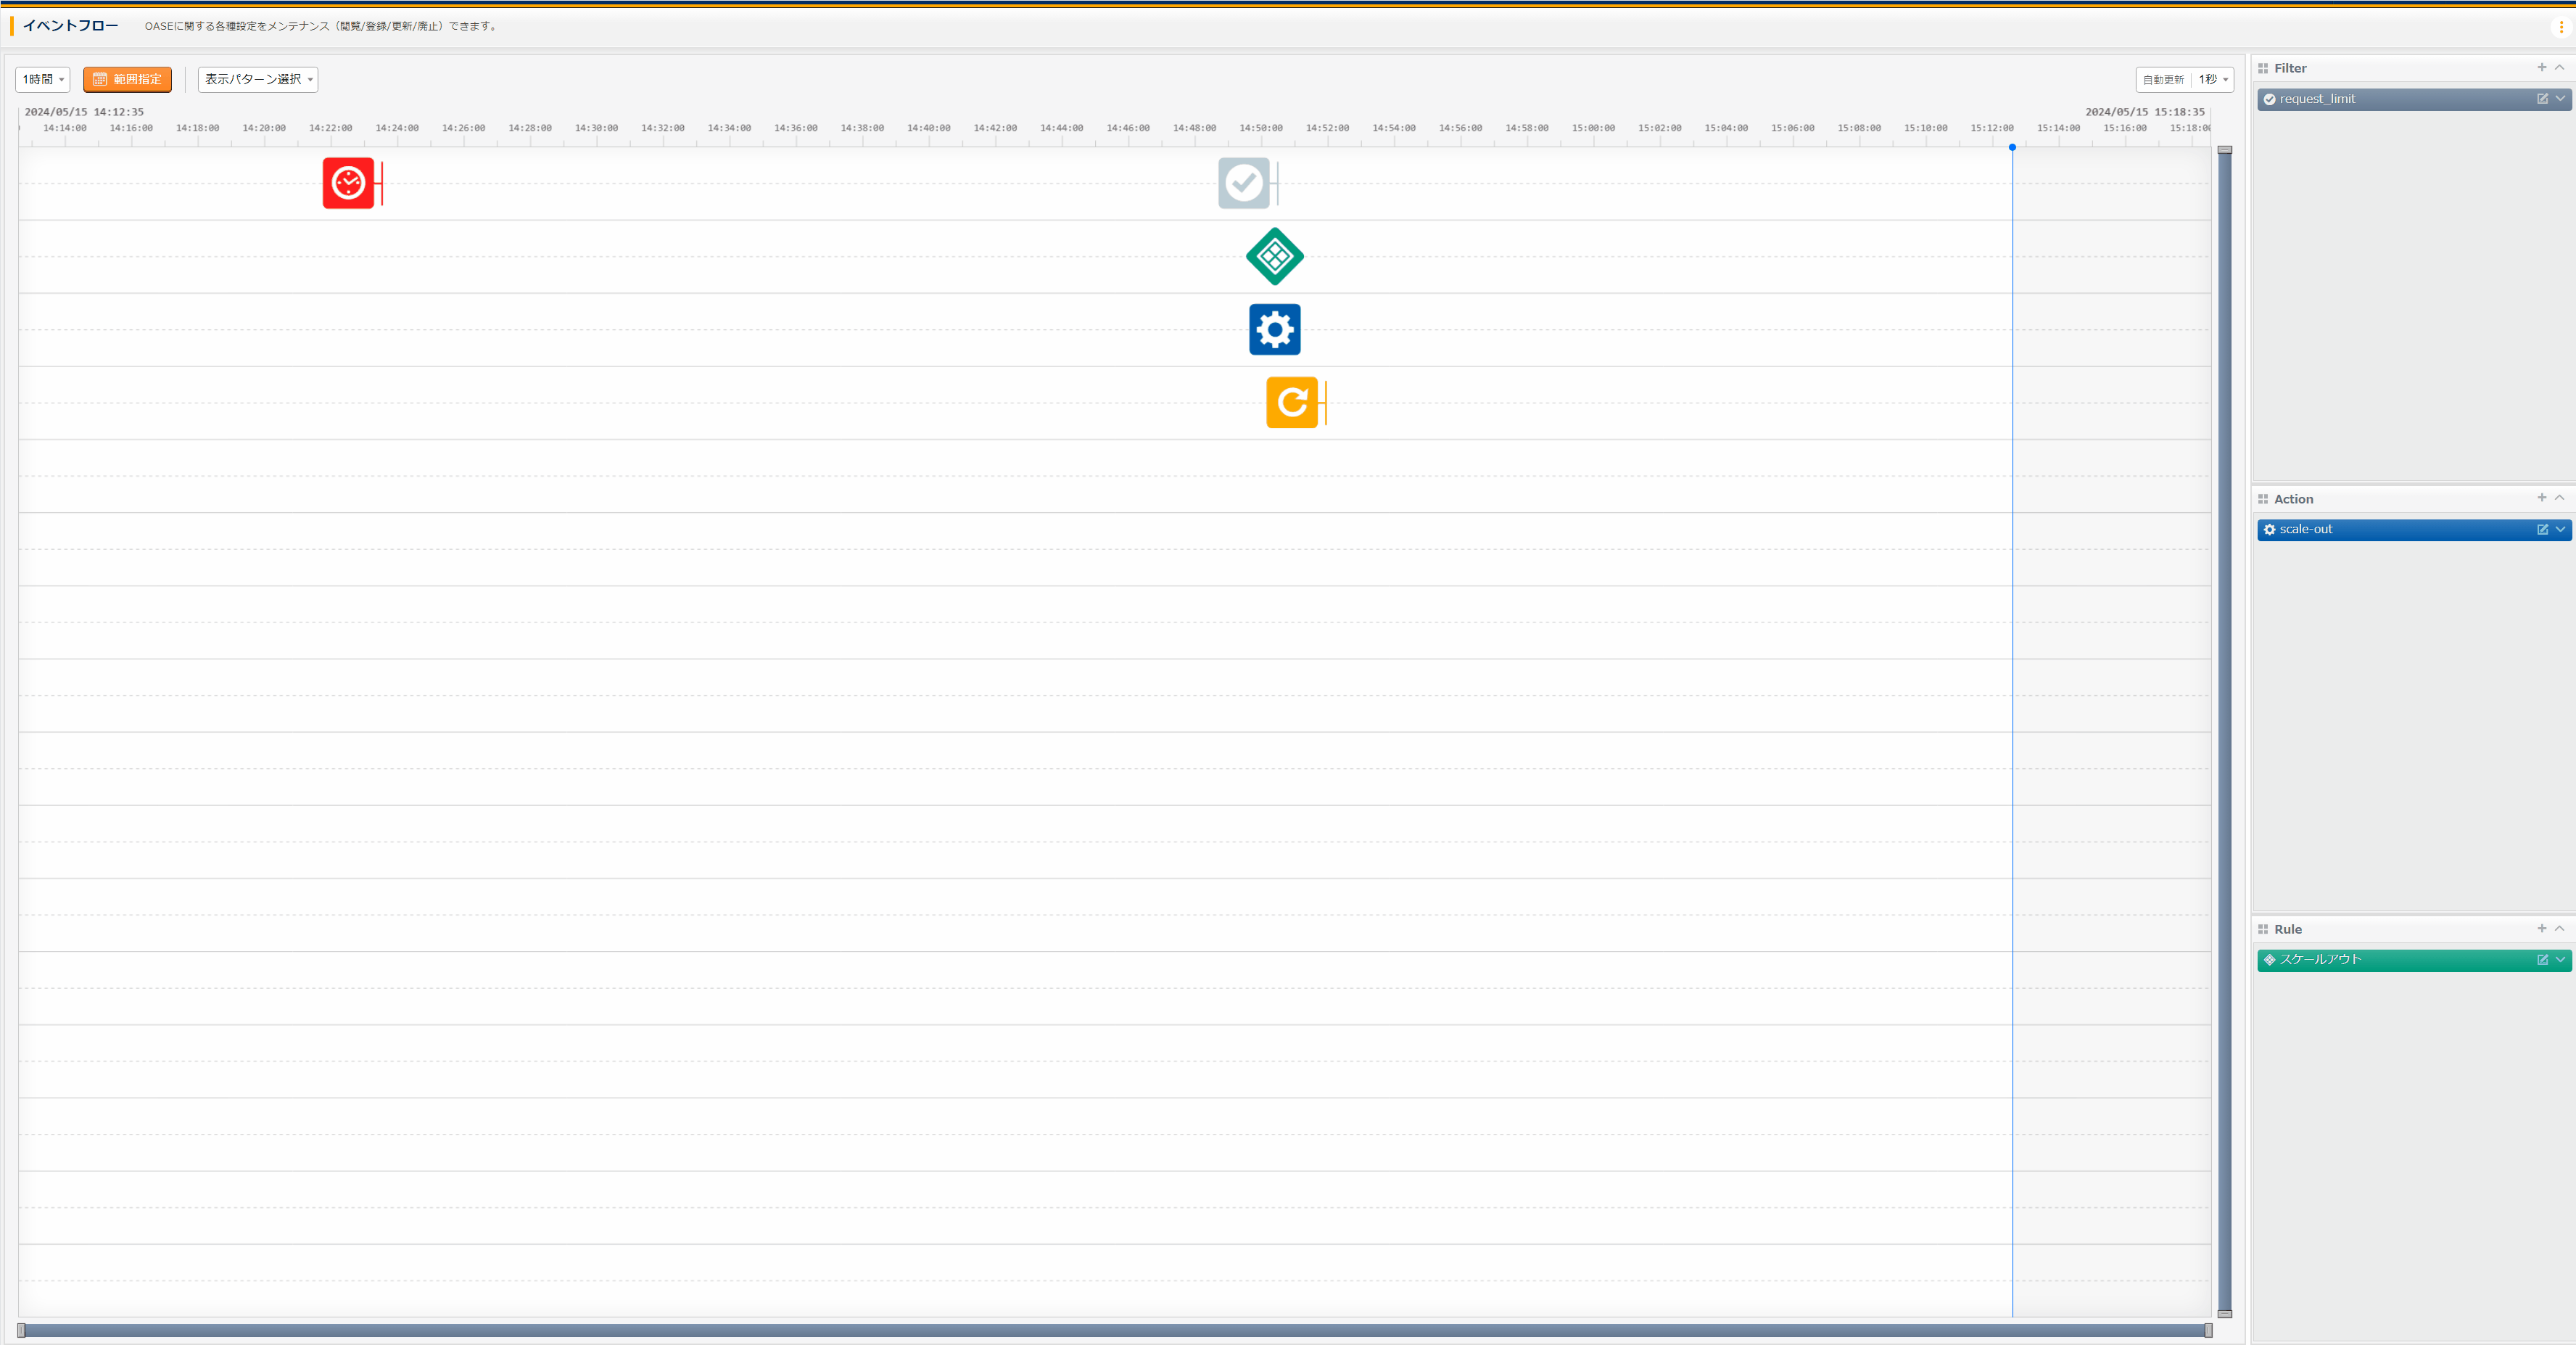 イベントフロー OASEに関する各種設定をメンテナンス（閲覧/登録/更新/廃止）できます。
1時間 範囲指定 表示パターン選択 自動更新 1秒
2024/05/15 14:12:35 2024/05/15 15:18:35
14:14:00 14:16:00 14:18:00 14:20:00 14:22:00 14:24:00 14:26:00 14:28:00 14:30:00 14:32:00 14:34:00 14:36:00 14:38:00 14:40:00 14:42:00 14:44:00 14:46:00 14:48:00 14:50:00 14:52:00 14:54:00 14:56:00 14:58:00 15:00:00 15:02:00 15:04:00 15:06:00 15:08:00 15:10:00 15:12:00 15:14:00 15:16:00 15:18:00
Filter
request_limit
Action
scale-out
Rule
スケールアウト